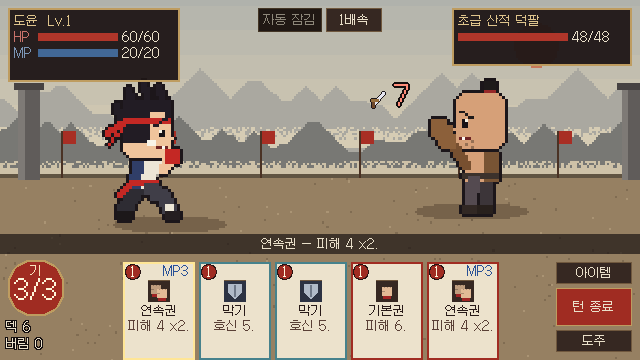 도윤 Lv.1
HP 60/60
MP 20/20
자동 잠김
1배속
초급 산적 덕팔
48/48
7
연속권 – 피해 4 x2.
기
3/3
덱 6
버림 0
1 MP3
연속권
피해 4 x2.
1
막기
호신 5.
1
막기
호신 5.
1
기본권
피해 6.
1 MP3
연속권
피해 4 x2.
아이템
턴 종료
도주